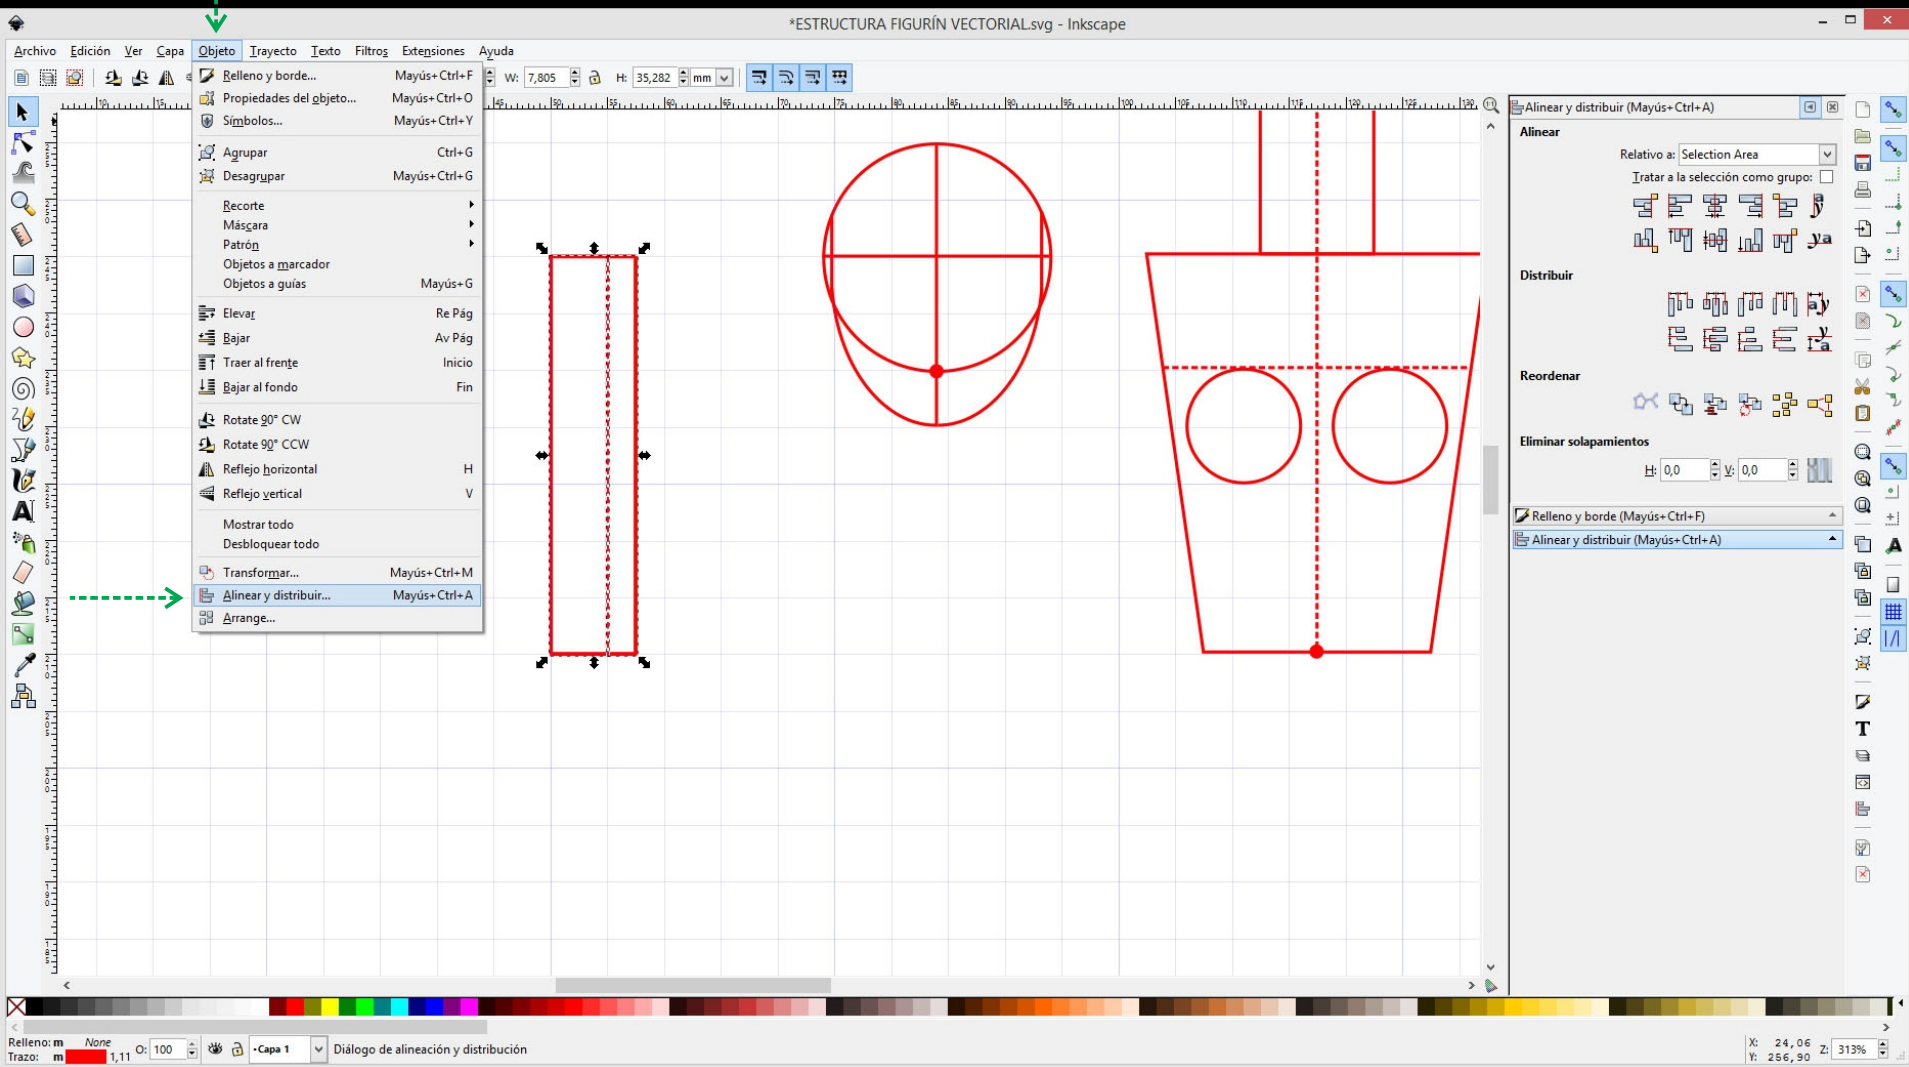 *ESTRUCTURA FIGURÍN VECTORIAL.svg - Inkscape
Archivo Edición Ver Capa Objeto Trayecto Texto Filtros Extensiones Ayuda
W: 7,805 H: 35,282 mm
Relleno y borde... Mayús+Ctrl+F
Propiedades del objeto... Mayús+Ctrl+O
Símbolos... Mayús+Ctrl+Y
Agrupar Ctrl+G
Desagrupar Mayús+Ctrl+G
Recorte
Máscara
Patrón
Objetos a marcador
Objetos a guías Mayús+G
Elevar Re Pág
Bajar Av Pág
Traer al frente Inicio
Bajar al fondo Fin
Rotate 90° CW
Rotate 90° CCW
Reflejo horizontal H
Reflejo vertical V
Mostrar todo
Desbloquear todo
Transformar... Mayús+Ctrl+M
Alinear y distribuir... Mayús+Ctrl+A
Arrange...
Alinear y distribuir (Mayús+Ctrl+A)
Alinear
Relativo a: Selection Area
Tratar a la selección como grupo:
Distribuir
Reordenar
Eliminar solapamientos
H: 0,0 V: 0,0
Relleno y borde (Mayús+Ctrl+F)
Alinear y distribuir (Mayús+Ctrl+A)
Relleno: m None
Trazo: m 1,11 O: 100 ·Capa 1 Diálogo de alineación y distribución
X: 24,06
Y: 256,90 Z: 313%